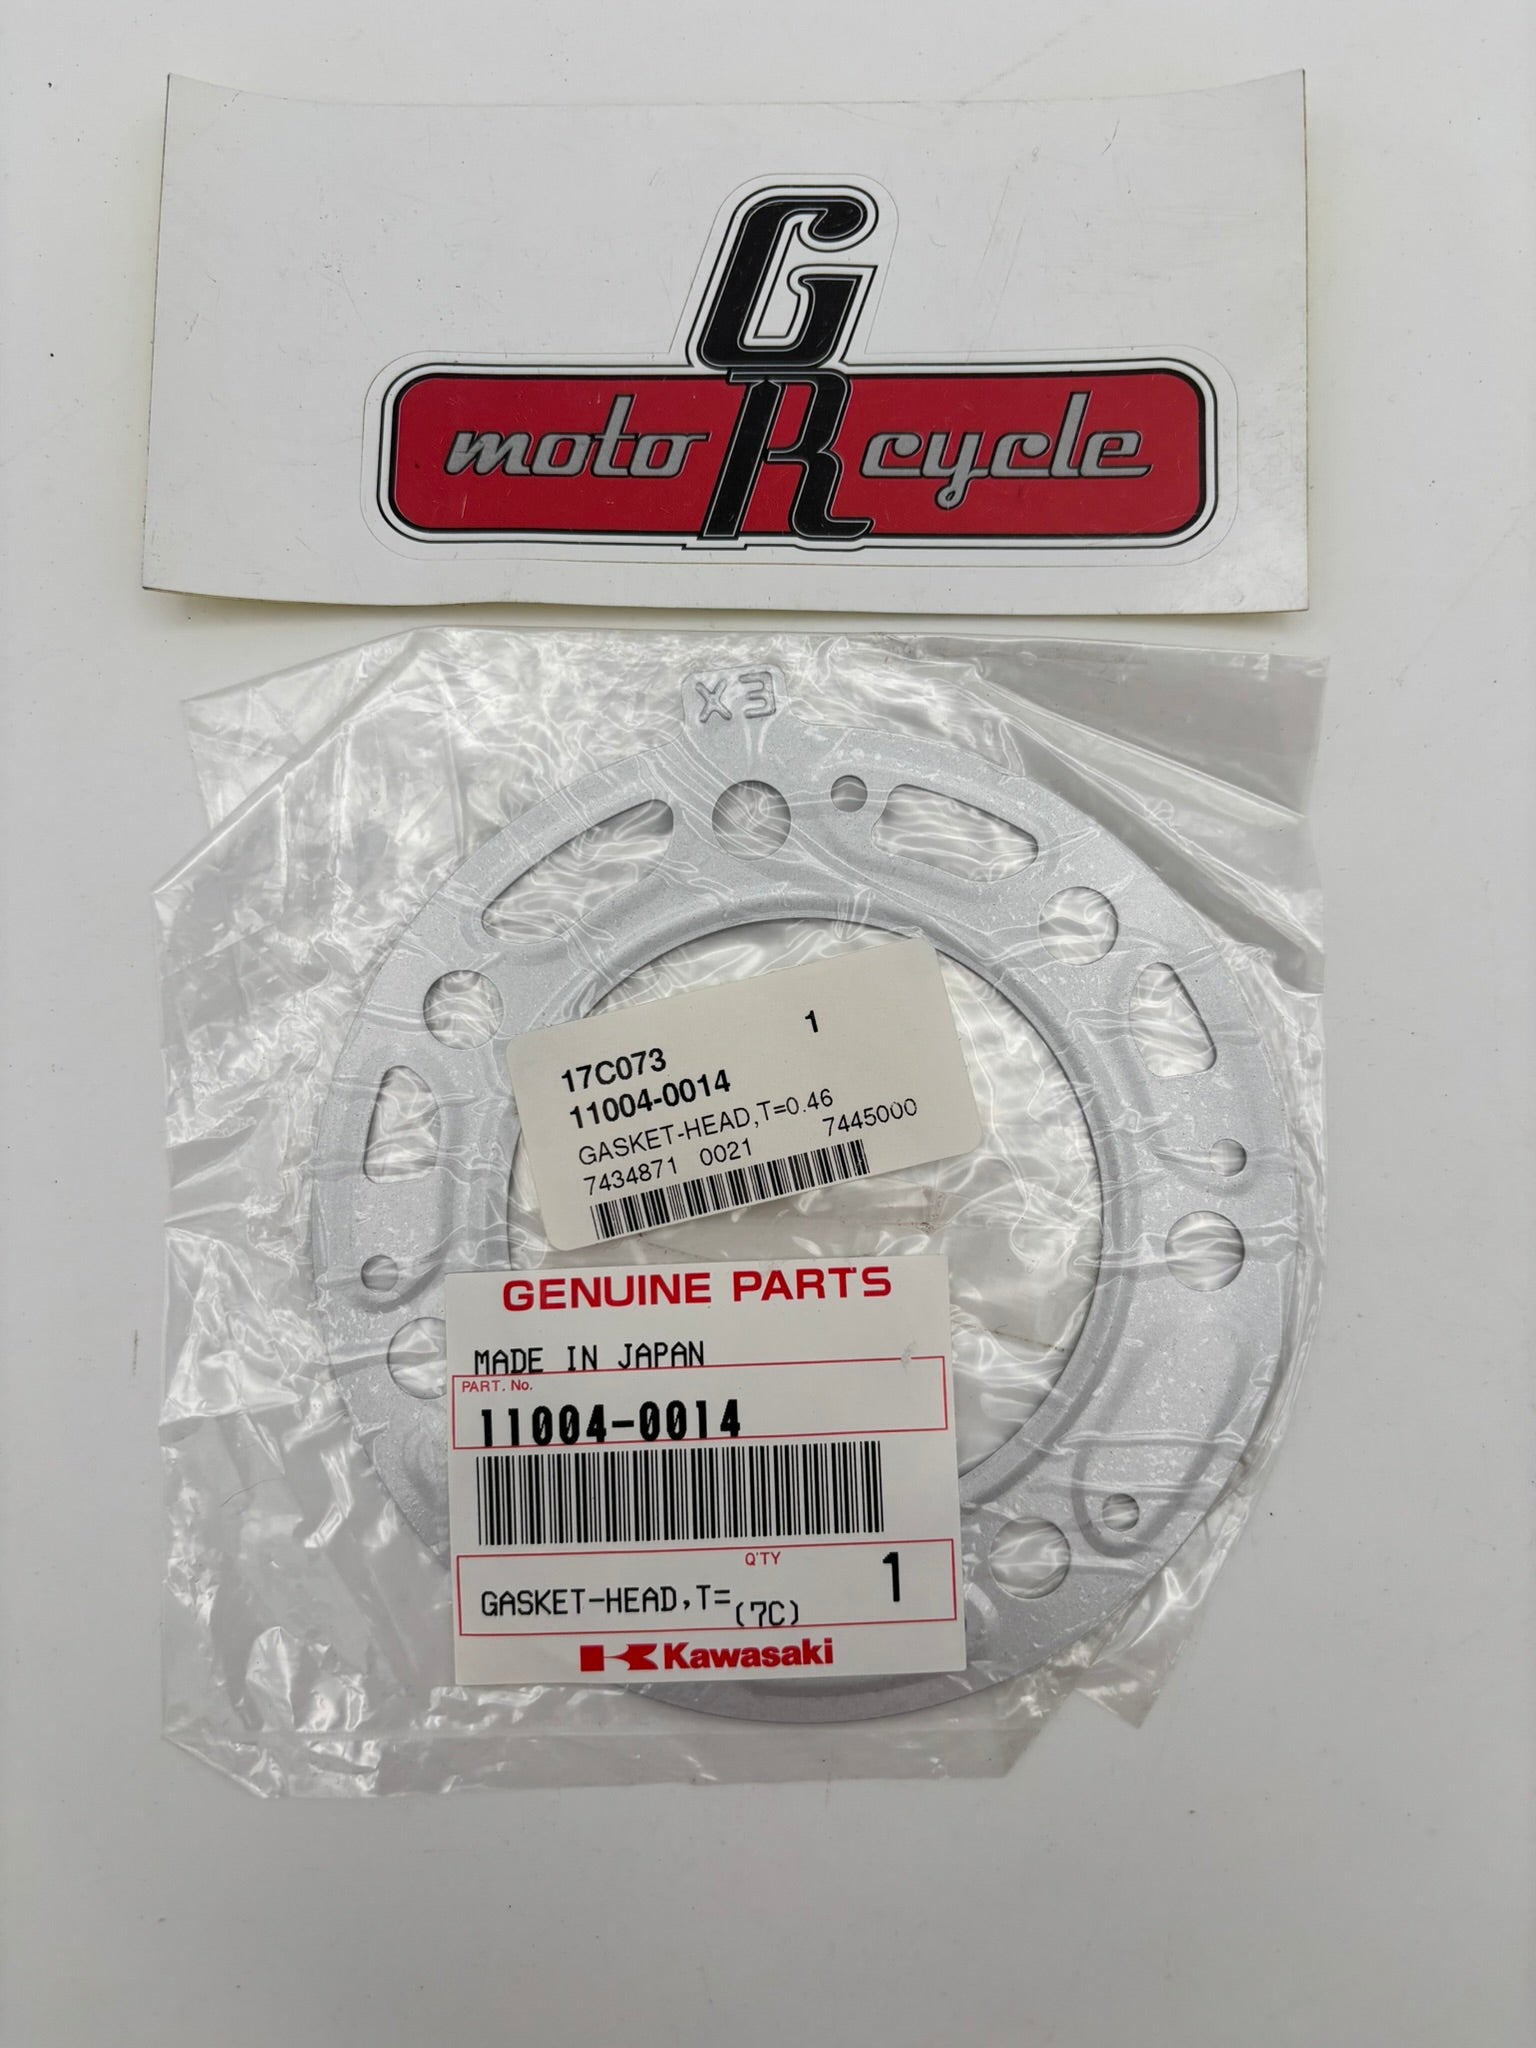 GR
moto cycle
X3
1
17C073
11004-0014
GASKET-HEAD,T=0.46
7434871 0021 7445000
GENUINE PARTS
MADE IN JAPAN
PART. No.
11004-0014
Q'TY
GASKET-HEAD,T= (7C) 1
Kawasaki